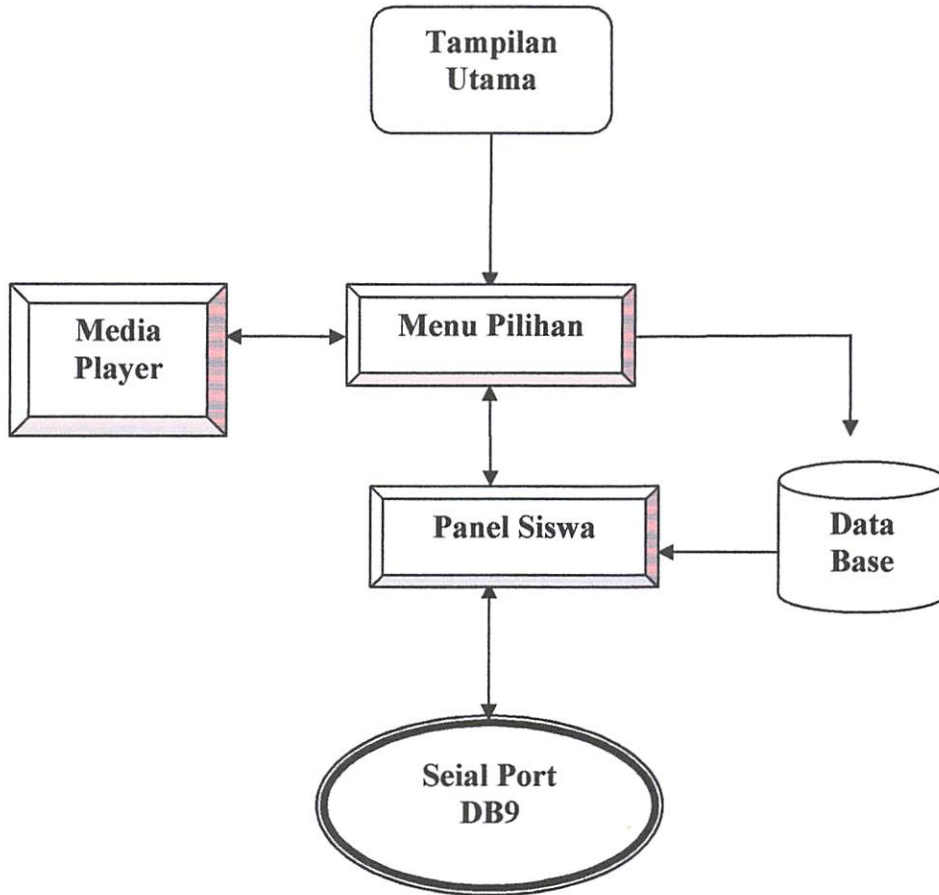 Tampilan
Utama
Media
Player
Menu Pilihan
Panel Siswa
Data
Base
Seial Port
DB9